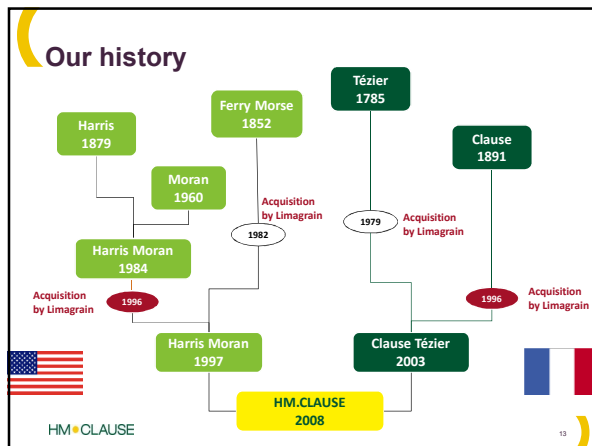 Our history
Tézier
1785
Ferry Morse
1852
Harris
1879
Clause
1891
Moran
1960
Acquisition
by Limagrain
1982
1979
Acquisition
by Limagrain
Harris Moran
1984
Acquisition
by Limagrain
1996
1996
Acquisition
by Limagrain
Harris Moran
1997
Clause Tézier
2003
HM.CLAUSE
2008
HM CLAUSE
13